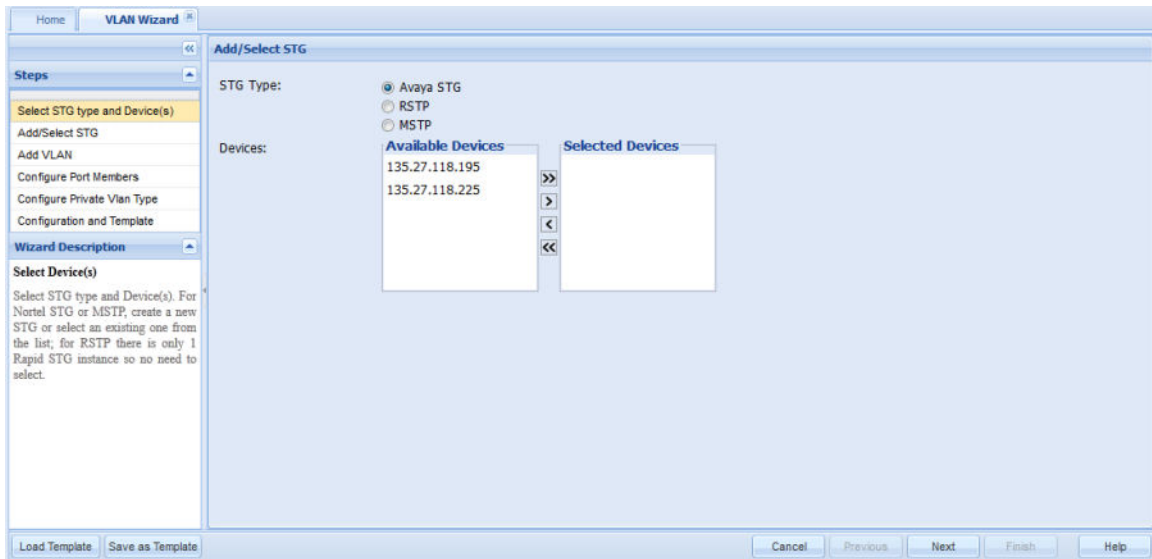 Home
VLAN Wizard
Steps
Select STG type and Device(s)
Add/Select STG
Add VLAN
Configure Port Members
Configure Private Vlan Type
Configuration and Template
Wizard Description
Select Device(s)
Select STG type and Device(s). For
Nortel STG or MSTP, create a new
STG or select an existing one from
the list; for RSTP there is only 1
Rapid STG instance so no need to
select.
Add/Select STG
STG Type:
Avaya STG
RSTP
MSTP
Devices:
Available Devices
135.27.118.195
135.27.118.225
Selected Devices
Load Template
Save as Template
Cancel
Previous
Next
Finish
Help